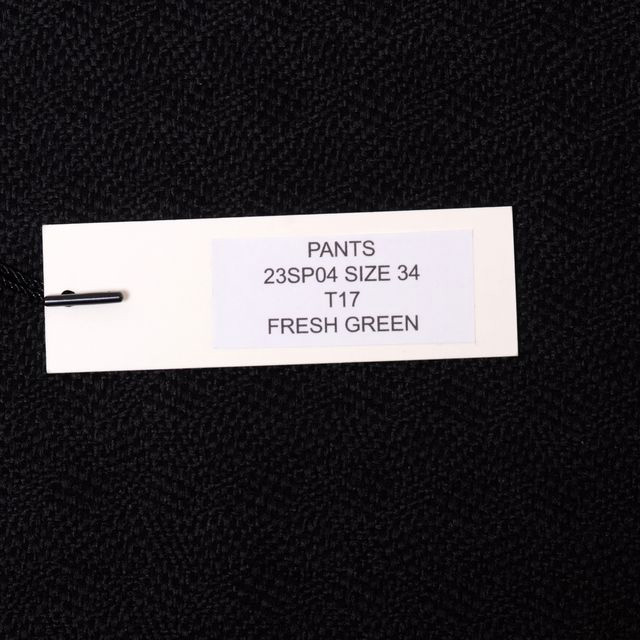 PANTS
23SP04 SIZE 34
T17
FRESH GREEN